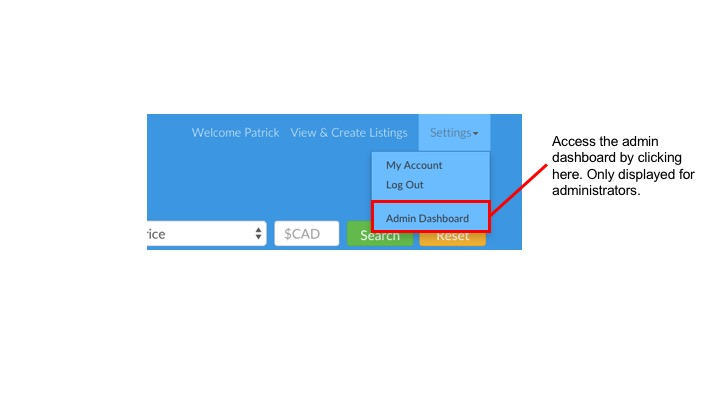 Welcome Patrick View & Create Listings Settings
My Account
Log Out
Admin Dashboard
$CAD Search Reset
Access the admin
dashboard by clicking
here. Only displayed for
administrators.